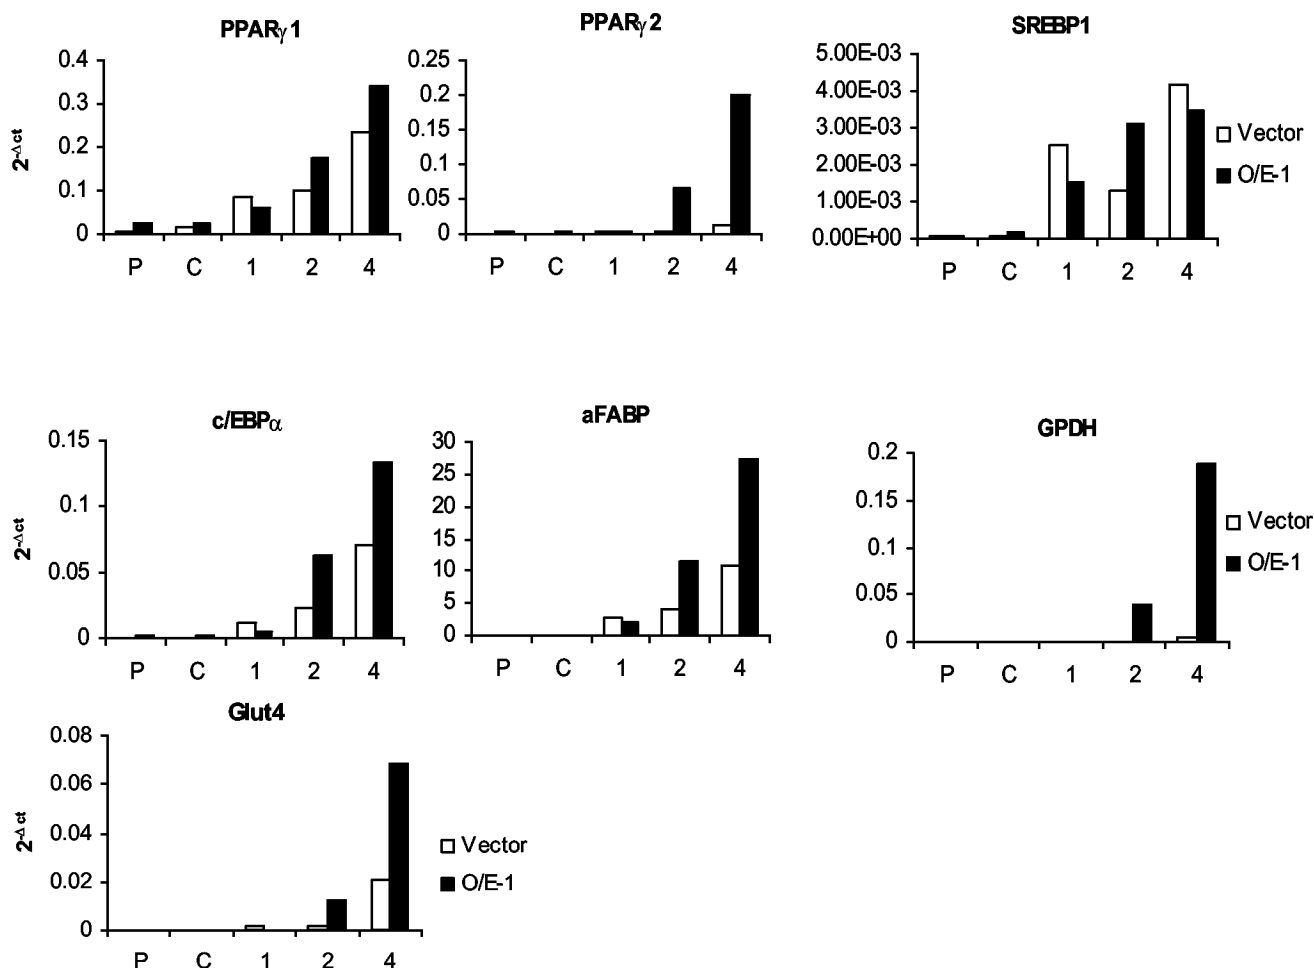 PPARγ1
0.4
0.3
0.2
0.1
0
2-Δct
P C 1 2 4
PPARγ2
0.25
0.2
0.15
0.1
0.05
0
P C 1 2 4
SREBP1
5.00E-03
4.00E-03
3.00E-03
2.00E-03
1.00E-03
0.00E+00
P C 1 2 4
Vector
O/E-1
c/EBPα
0.15
0.1
0.05
0
2-Δct
P C 1 2 4
aFABP
30
25
20
15
10
5
0
P C 1 2 4
GPDH
0.2
0.15
0.1
0.05
0
P C 1 2 4
Vector
O/E-1
Glut4
0.08
0.06
0.04
0.02
0
2-Δct
P C 1 2 4
Vector
O/E-1